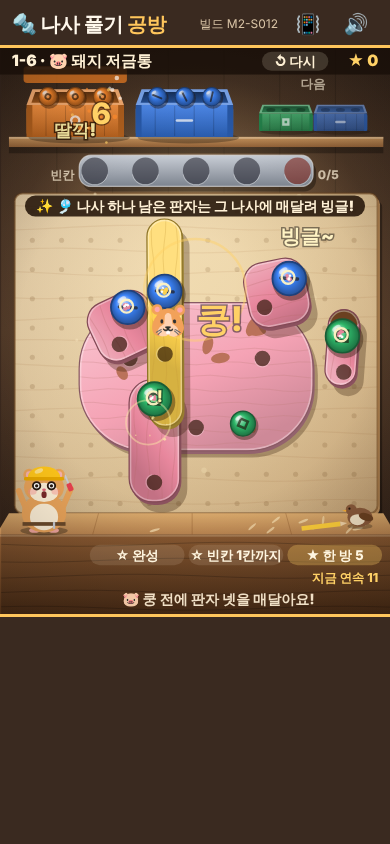 나사 풀기 공방
빌드 M2-S012
1-6 · 돼지 저금통
다시
★ 0
다음
6
딸깍!
빈칸
0/5
나사 하나 남은 판자는 그 나사에 매달려 빙글!
빙글~
쿵!
!
☆ 완성
☆ 빈칸 1칸까지
★ 한 방 5
지금 연속 11
쿵 전에 판자 넷을 매달아요!